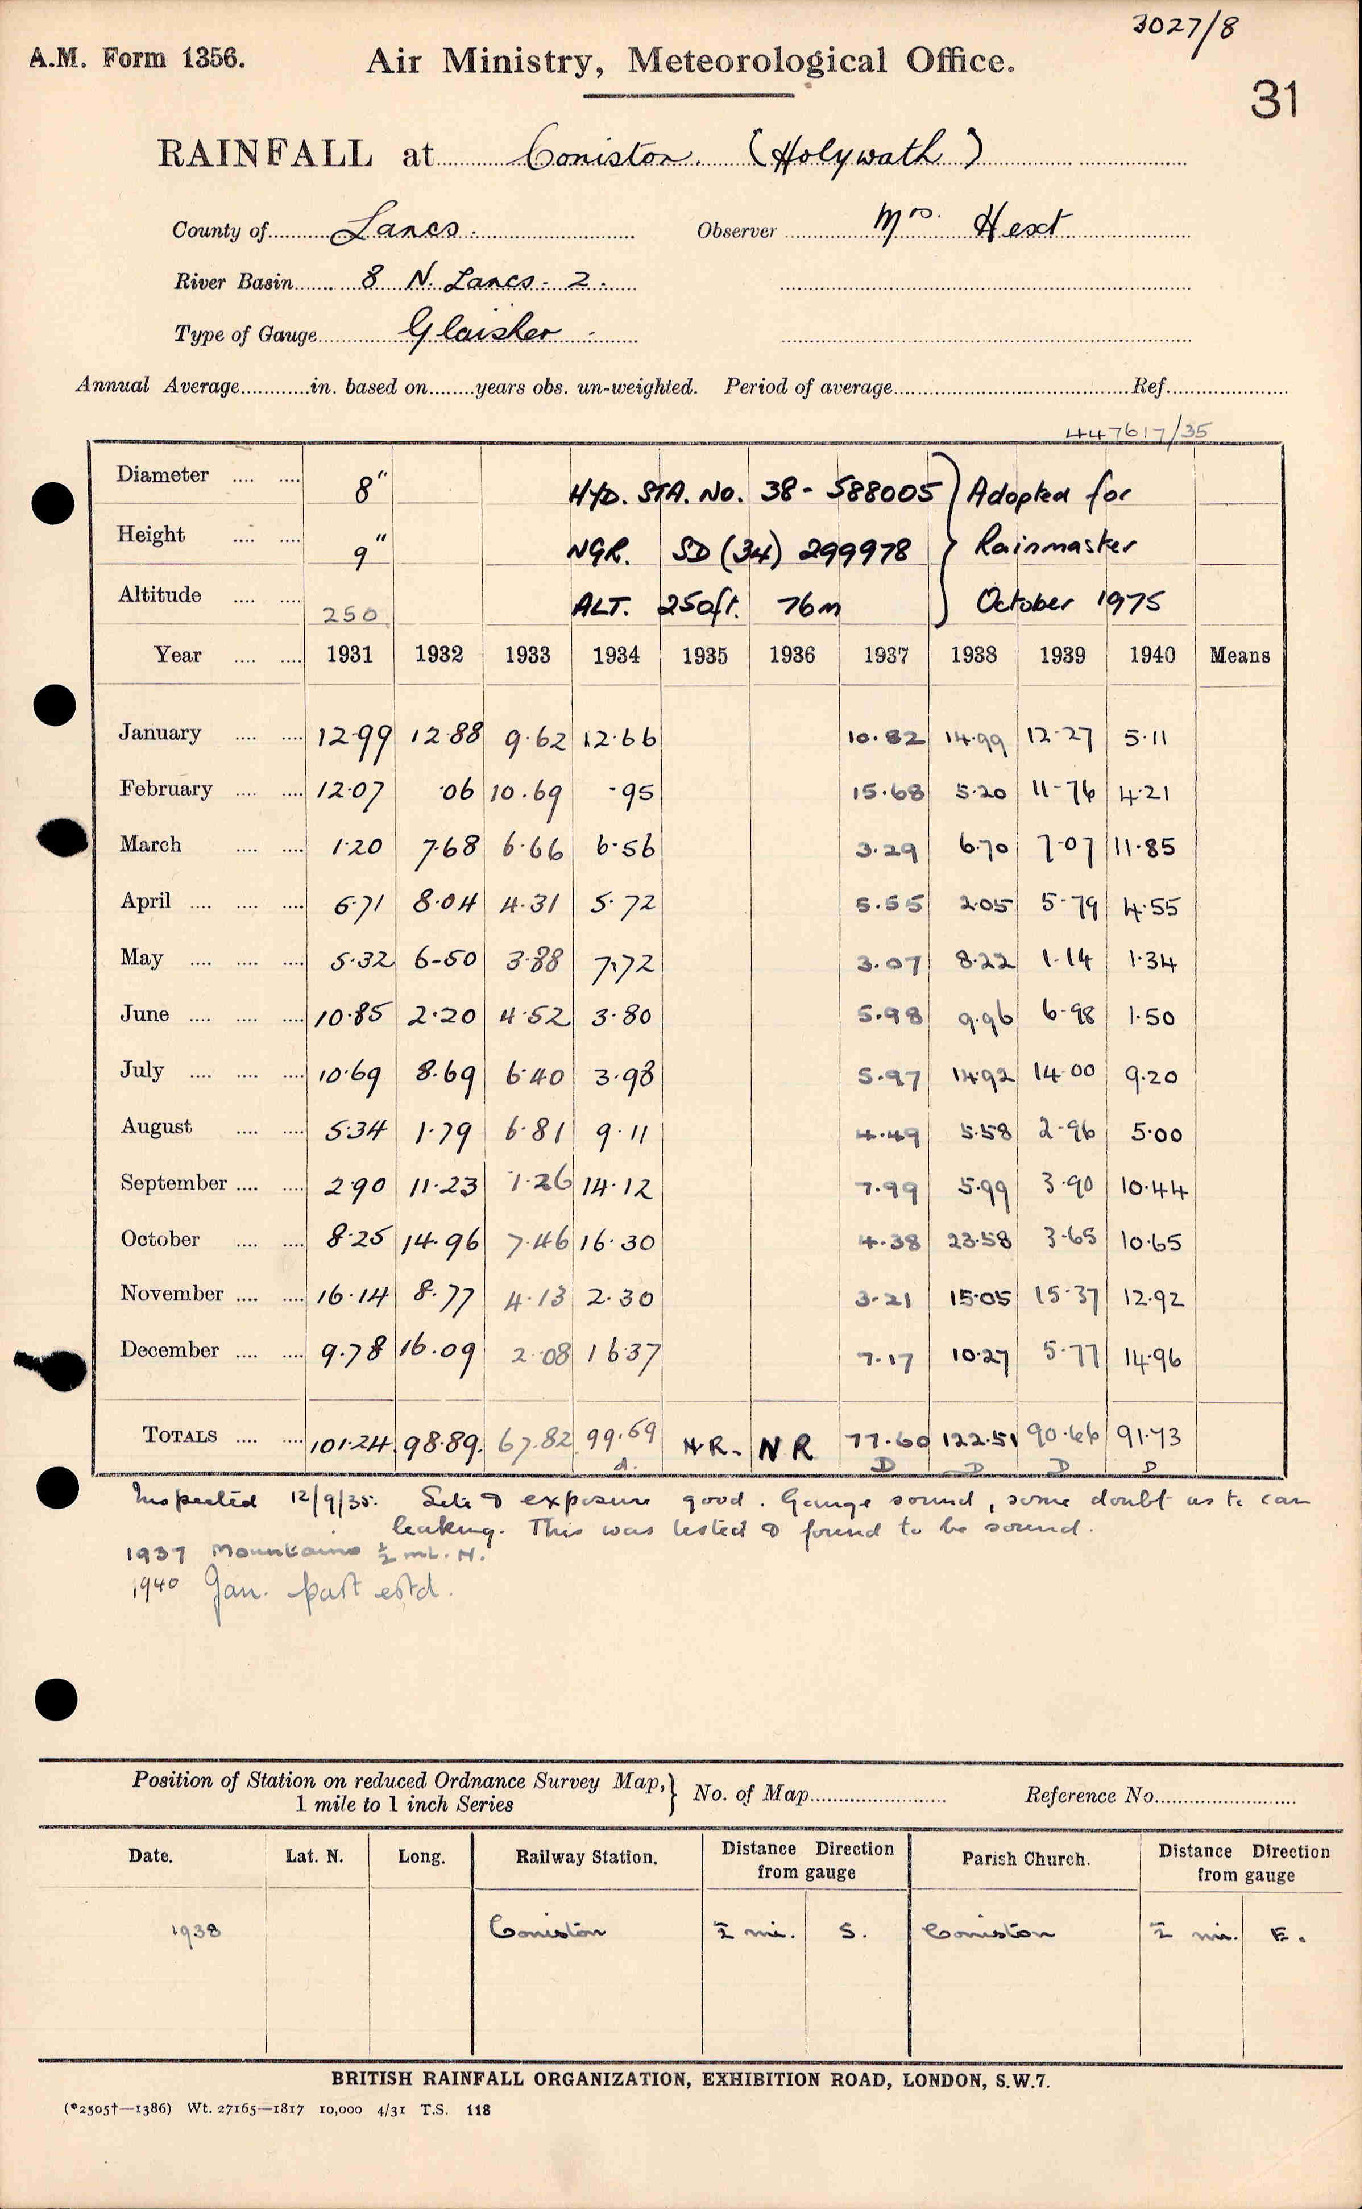 3027/8
A.M. Form 1356. Air Ministry, Meteorological Office.
31
RAINFALL at Coniston (Holywath)
County of Lancs. Observer Mrs. Hext
River Basin 8 N. Lancs. 2.
Type of Gauge Glaisher
Annual Average in. based on years obs. un-weighted. Period of average Ref.
447617/35
Diameter 8" HYD. STA. No. 38-588005 } Adopted for
Height 9" NGR. SD (34) 299978 } Rainmaster
Altitude 250 ALT. 250ft. 76m } October 1975
Year 1931 1932 1933 1934 1935 1936 1937 1938 1939 1940 Means
January 12.99 12.88 9.62 12.66 10.82 14.99 12.27 5.11
February 12.07 .06 10.69 .95 15.68 5.20 11.76 4.21
March 1.20 7.68 6.66 6.56 3.29 6.70 7.07 11.85
April 5.71 8.04 4.31 5.72 5.55 2.05 5.79 4.55
May 5.32 6.50 3.88 7.72 3.07 8.22 1.14 1.34
June 10.85 2.20 4.52 3.80 5.98 9.96 6.98 1.50
July 10.69 8.69 6.40 3.98 5.97 14.92 14.00 9.20
August 5.34 1.79 6.81 9.11 4.49 5.58 2.96 5.00
September 2.90 11.23 1.26 14.12 7.99 5.99 3.90 10.44
October 8.25 14.96 7.46 16.30 4.38 23.58 3.65 10.65
November 16.14 8.77 4.13 2.30 3.21 15.05 15.37 12.92
December 9.78 16.09 2.08 16.37 7.17 10.27 5.77 14.96
TOTALS 101.24 98.89 67.82 99.59 N.R. N R 77.60 122.51 90.66 91.73
D D D D
Inspected 12/9/35. Site & exposure good. Gauge sound, some doubt as to can
leaking. This was tested & found to be sound.
1937 Mountains ½ ml. N.
1940 Jan. part estd.
Position of Station on reduced Ordnance Survey Map, } No. of Map Reference No.
1 mile to 1 inch Series
Date. Lat. N. Long. Railway Station. Distance Direction from gauge Parish Church. Distance Direction from gauge
1938 Coniston ½ mi. S. Coniston ½ mi. E.
BRITISH RAINFALL ORGANIZATION, EXHIBITION ROAD, LONDON, S.W.7.
(*2505†—1386) Wt. 27165—1817 10,000 4/31 T.S. 118